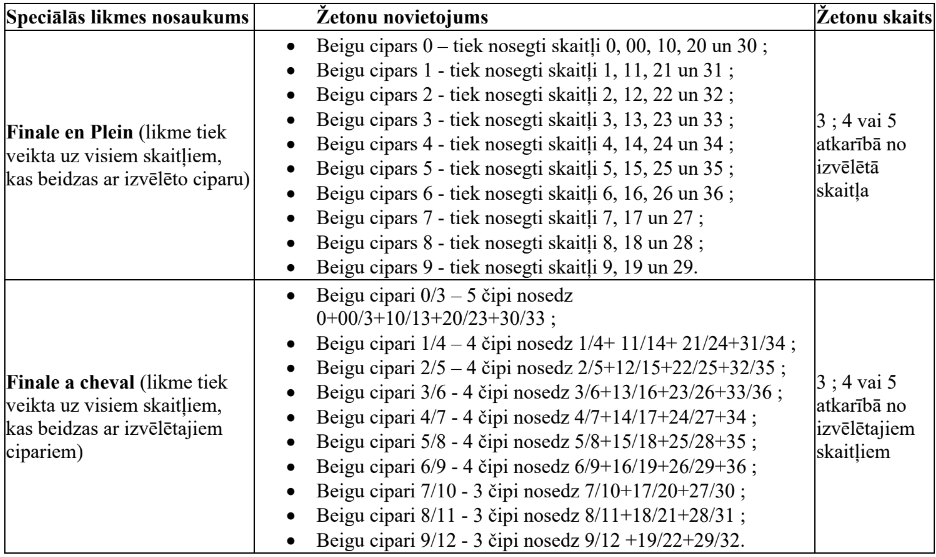 Speciālās likmes nosaukums
Žetonu novietojums
Žetonu skaits
Finale en Plein (likme tiek
veikta uz visiem skaitļiem,
kas beidzas ar izvēlēto ciparu)
• Beigu cipars 0 – tiek nosegti skaitļi 0, 00, 10, 20 un 30 ;
• Beigu cipars 1 - tiek nosegti skaitļi 1, 11, 21 un 31 ;
• Beigu cipars 2 - tiek nosegti skaitļi 2, 12, 22 un 32 ;
• Beigu cipars 3 - tiek nosegti skaitļi 3, 13, 23 un 33 ;
• Beigu cipars 4 - tiek nosegti skaitļi 4, 14, 24 un 34 ;
• Beigu cipars 5 - tiek nosegti skaitļi 5, 15, 25 un 35 ;
• Beigu cipars 6 - tiek nosegti skaitļi 6, 16, 26 un 36 ;
• Beigu cipars 7 - tiek nosegti skaitļi 7, 17 un 27 ;
• Beigu cipars 8 - tiek nosegti skaitļi 8, 18 un 28 ;
• Beigu cipars 9 - tiek nosegti skaitļi 9, 19 un 29.
3 ; 4 vai 5
atkarībā no
izvēlētā
skaitļa
Finale a cheval (likme tiek
veikta uz visiem skaitļiem,
kas beidzas ar izvēlētajiem
cipariem)
• Beigu cipari 0/3 – 5 čipi nosedz
0+00/3+10/13+20/23+30/33 ;
• Beigu cipari 1/4 – 4 čipi nosedz 1/4+ 11/14+ 21/24+31/34 ;
• Beigu cipari 2/5 – 4 čipi nosedz 2/5+12/15+22/25+32/35 ;
• Beigu cipari 3/6 - 4 čipi nosedz 3/6+13/16+23/26+33/36 ;
• Beigu cipari 4/7 - 4 čipi nosedz 4/7+14/17+24/27+34 ;
• Beigu cipari 5/8 - 4 čipi nosedz 5/8+15/18+25/28+35 ;
• Beigu cipari 6/9 - 4 čipi nosedz 6/9+16/19+26/29+36 ;
• Beigu cipari 7/10 - 3 čipi nosedz 7/10+17/20+27/30 ;
• Beigu cipari 8/11 - 3 čipi nosedz 8/11+18/21+28/31 ;
• Beigu cipari 9/12 - 3 čipi nosedz 9/12 +19/22+29/32.
3 ; 4 vai 5
atkarībā no
izvēlētajiem
skaitļiem